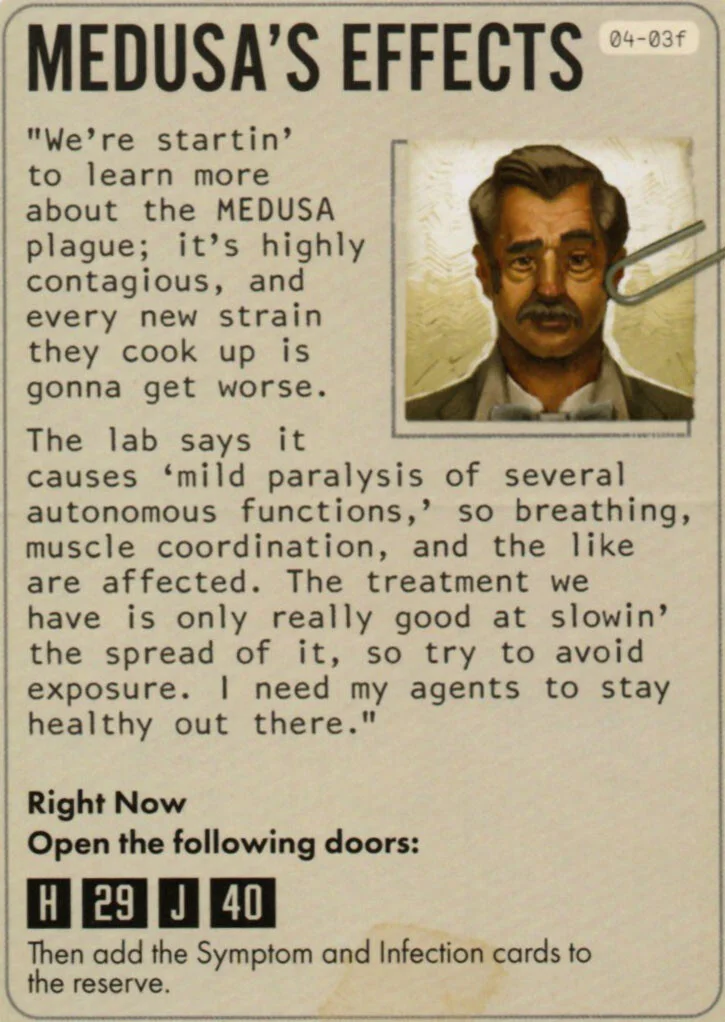 MEDUSA'S EFFECTS
04-03f
"We're startin'
to learn more
about the MEDUSA
plague; it's highly
contagious, and
every new strain
they cook up is
gonna get worse.
The lab says it
causes ‘mild paralysis of several
autonomous functions,’ so breathing,
muscle coordination, and the like
are affected. The treatment we
have is only really good at slowin'
the spread of it, so try to avoid
exposure. I need my agents to stay
healthy out there."
Right Now
Open the following doors:
H 29 J 40
Then add the Symptom and Infection cards to
the reserve.